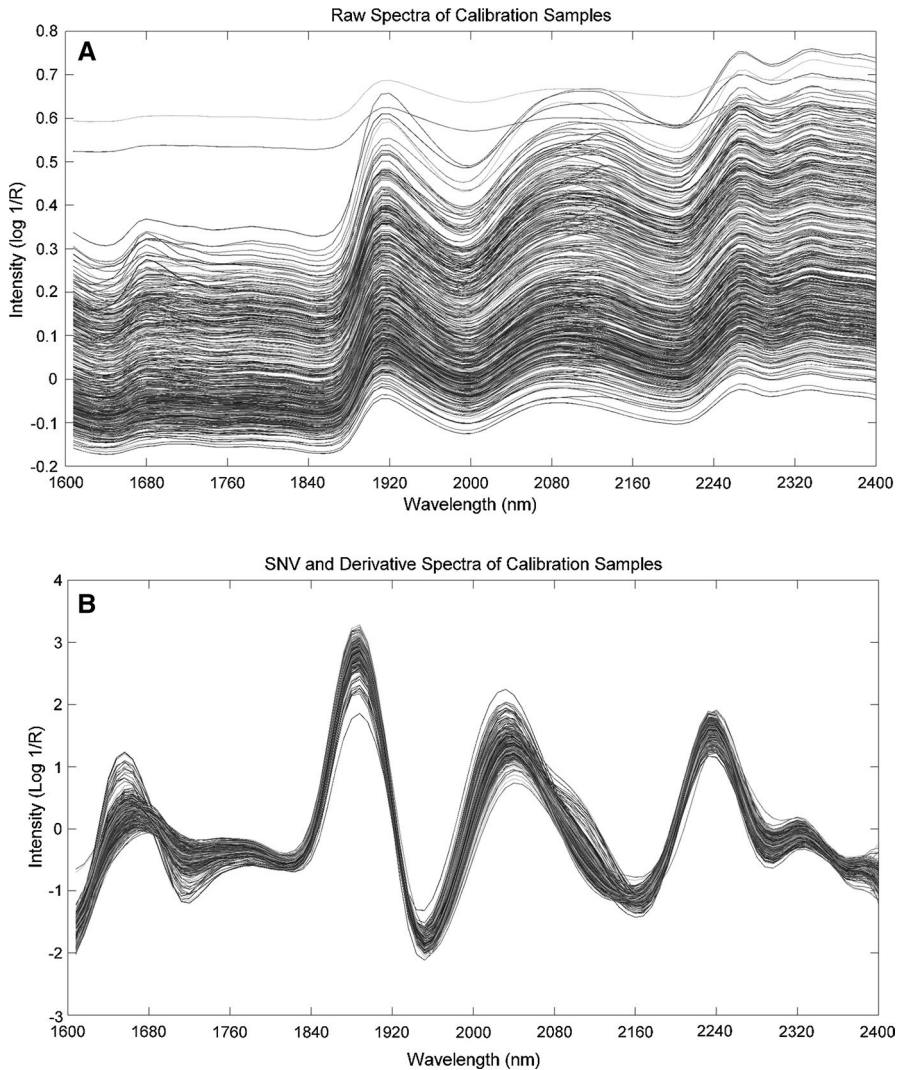 Raw Spectra of Calibration Samples
A
0.8
0.7
0.6
0.5
0.4
0.3
0.2
0.1
0
-0.1
-0.2
Intensity (log 1/R)
1600 1680 1760 1840 1920 2000 2080 2160 2240 2320 2400
Wavelength (nm)
SNV and Derivative Spectra of Calibration Samples
B
4
3
2
1
0
-1
-2
-3
Intensity (Log 1/R)
1600 1680 1760 1840 1920 2000 2080 2160 2240 2320 2400
Wavelength (nm)